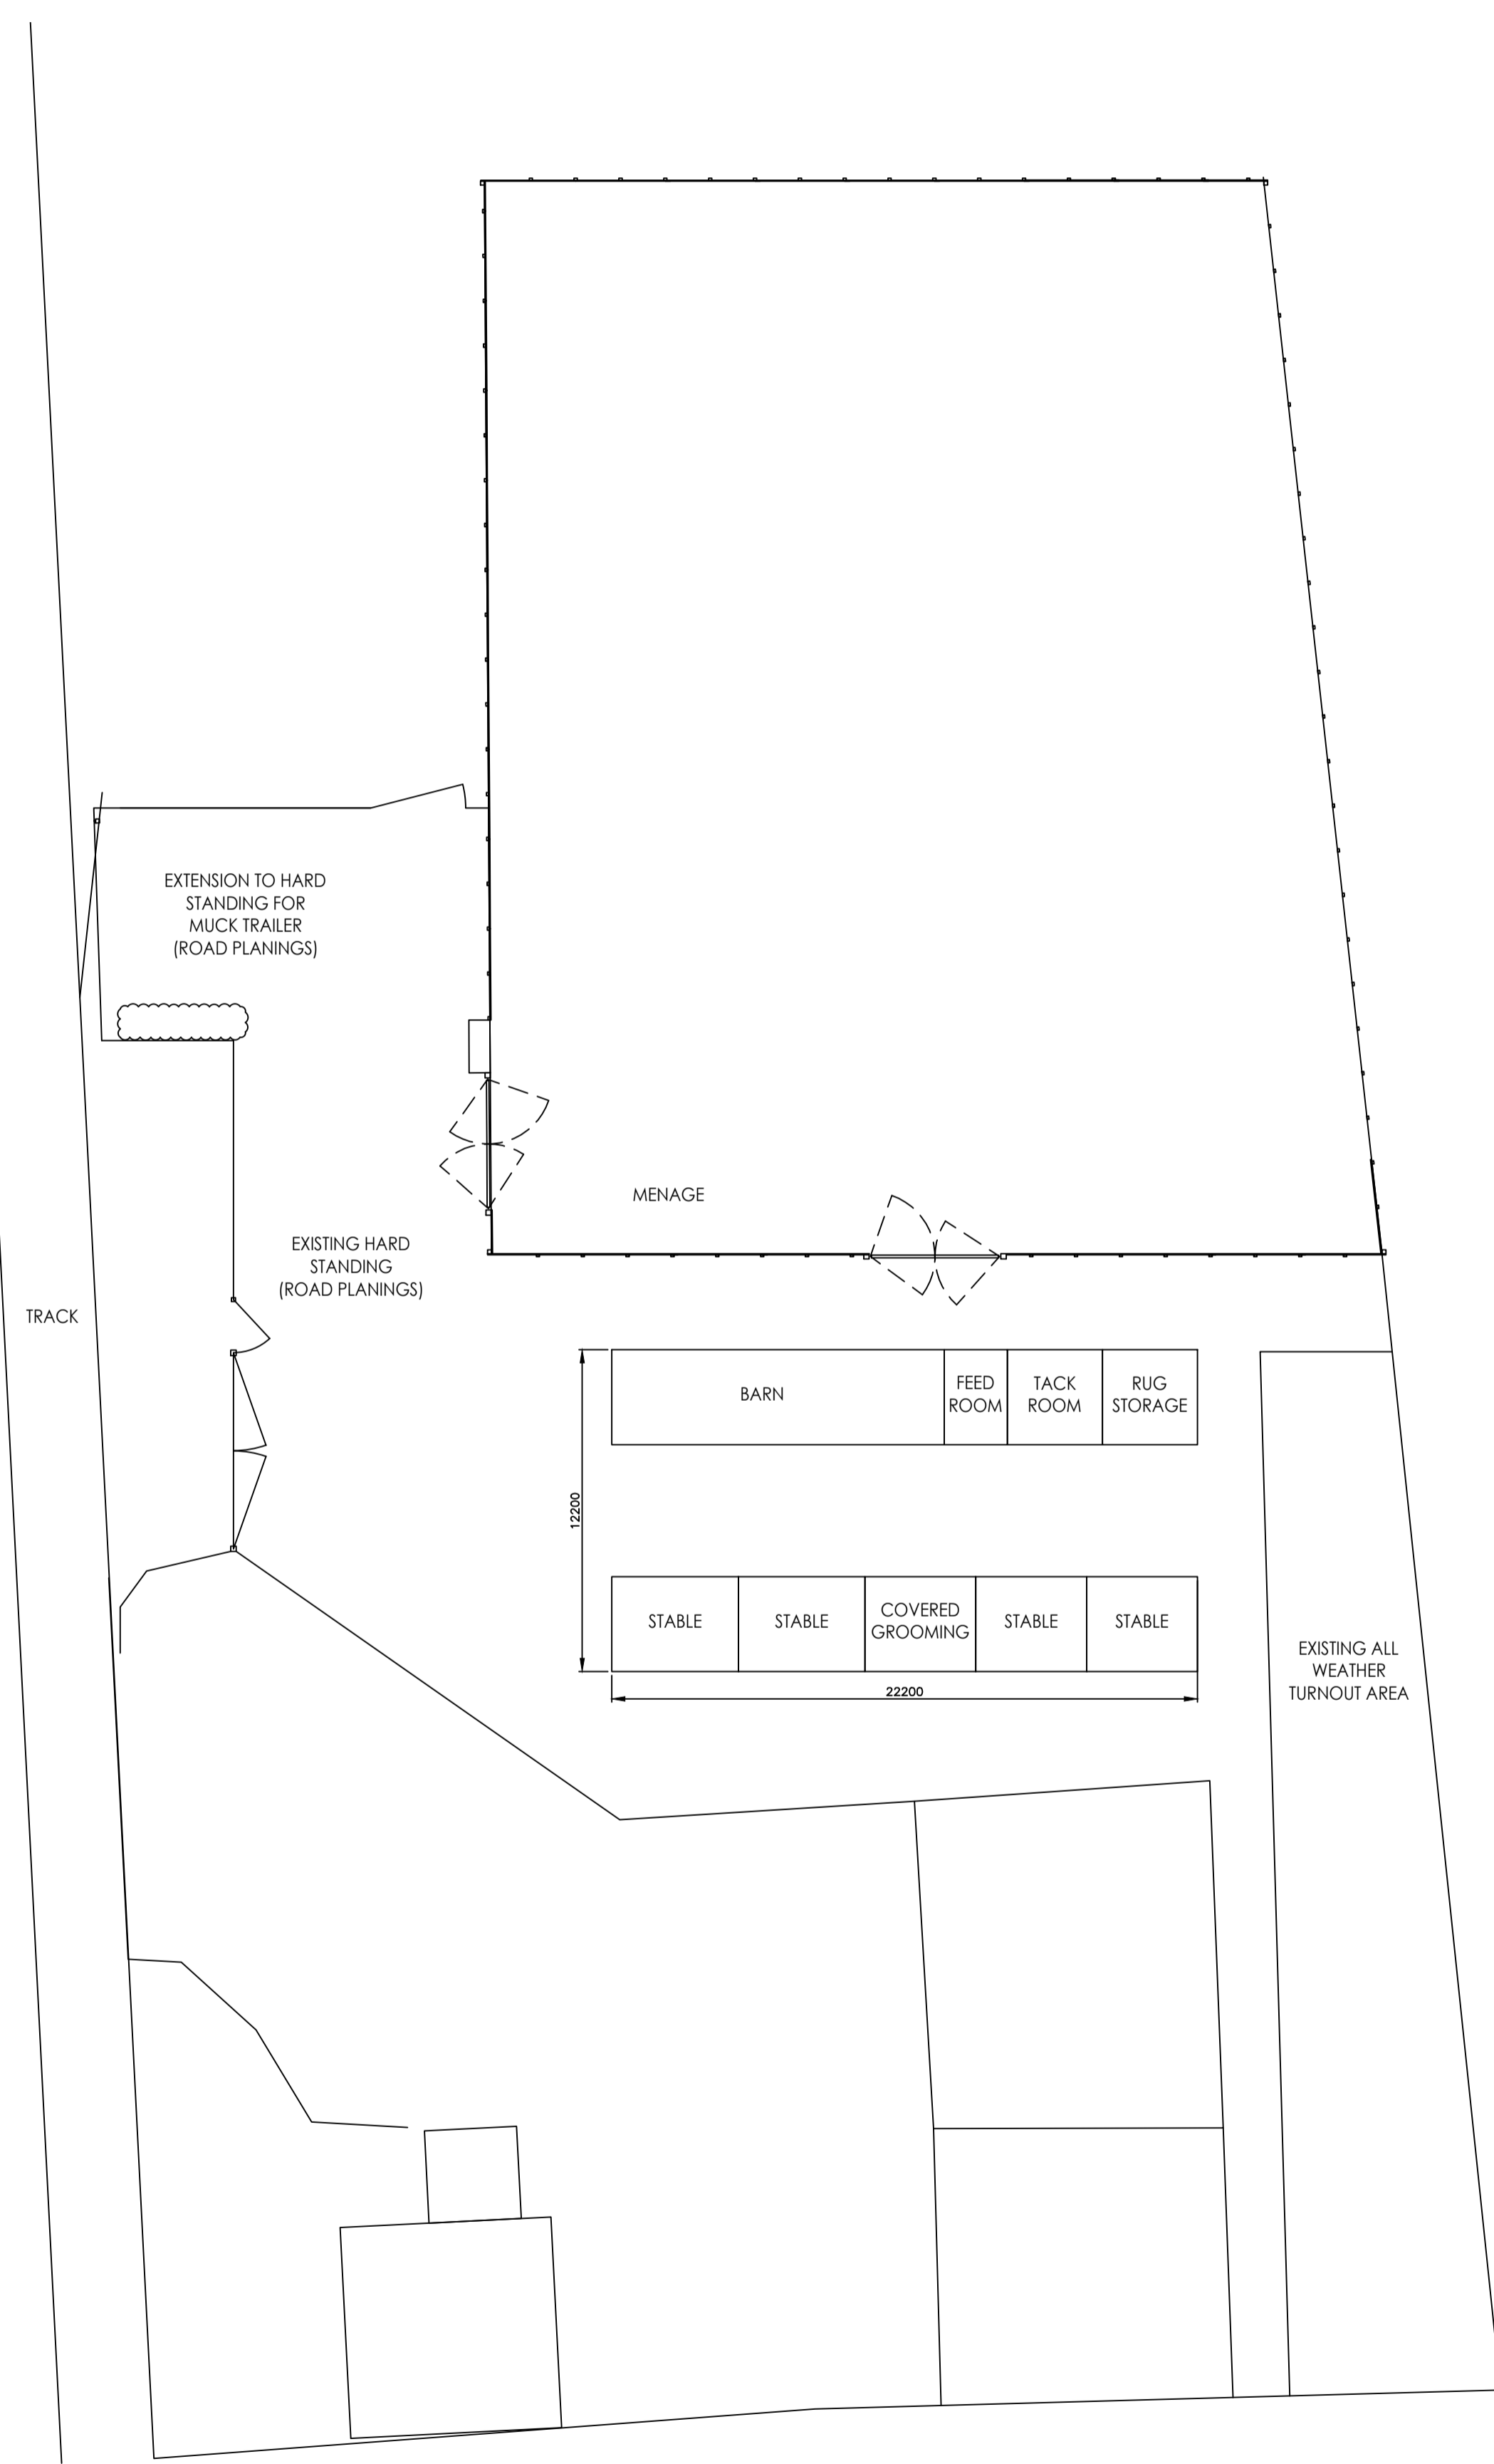 EXTENSION TO HARD
STANDING FOR
MUCK TRAILER
(ROAD PLANINGS)
MENAGE
EXISTING HARD
STANDING
(ROAD PLANINGS)
TRACK
BARN
FEED
ROOM
TACK
ROOM
RUG
STORAGE
12200
STABLE
STABLE
COVERED
GROOMING
STABLE
STABLE
22200
EXISTING ALL
WEATHER
TURNOUT AREA